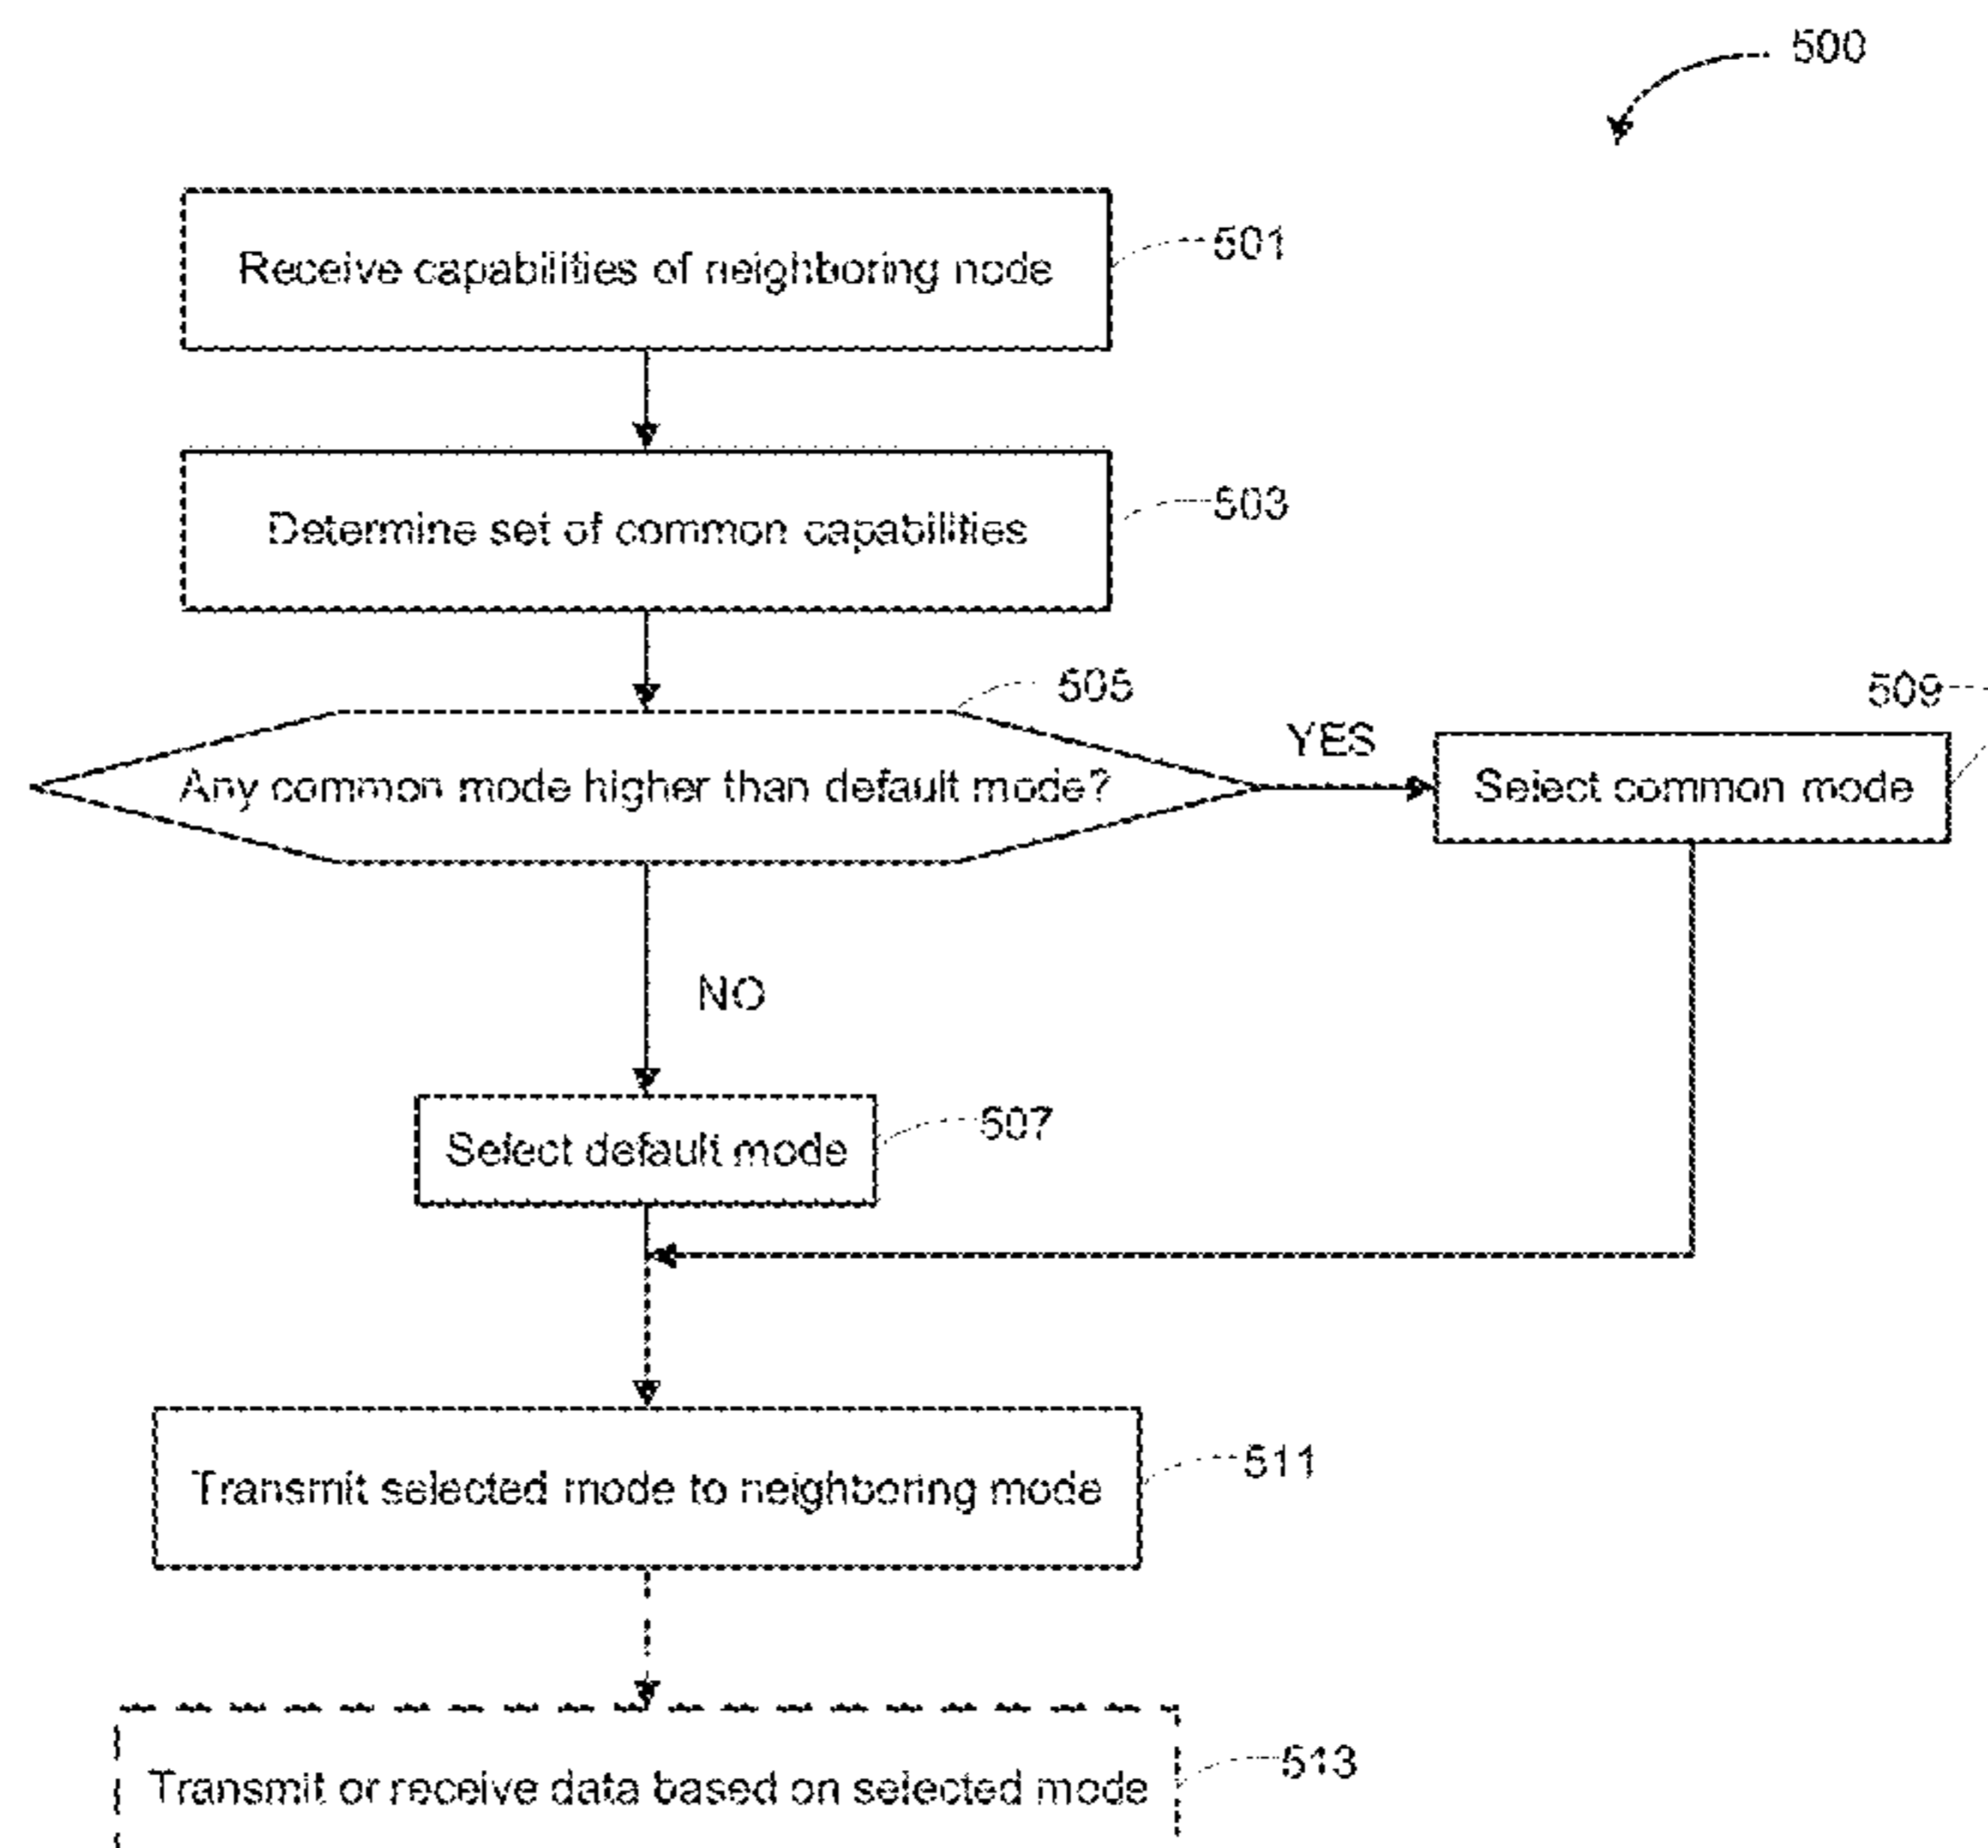 500
Receive capabilities of neighboring node
501
Determine set of common capabilities
503
505
Any common mode higher than default mode?
YES
509
Select common mode
NO
Select default mode
507
Transmit selected mode to neighboring mode
511
Transmit or receive data based on selected mode
513